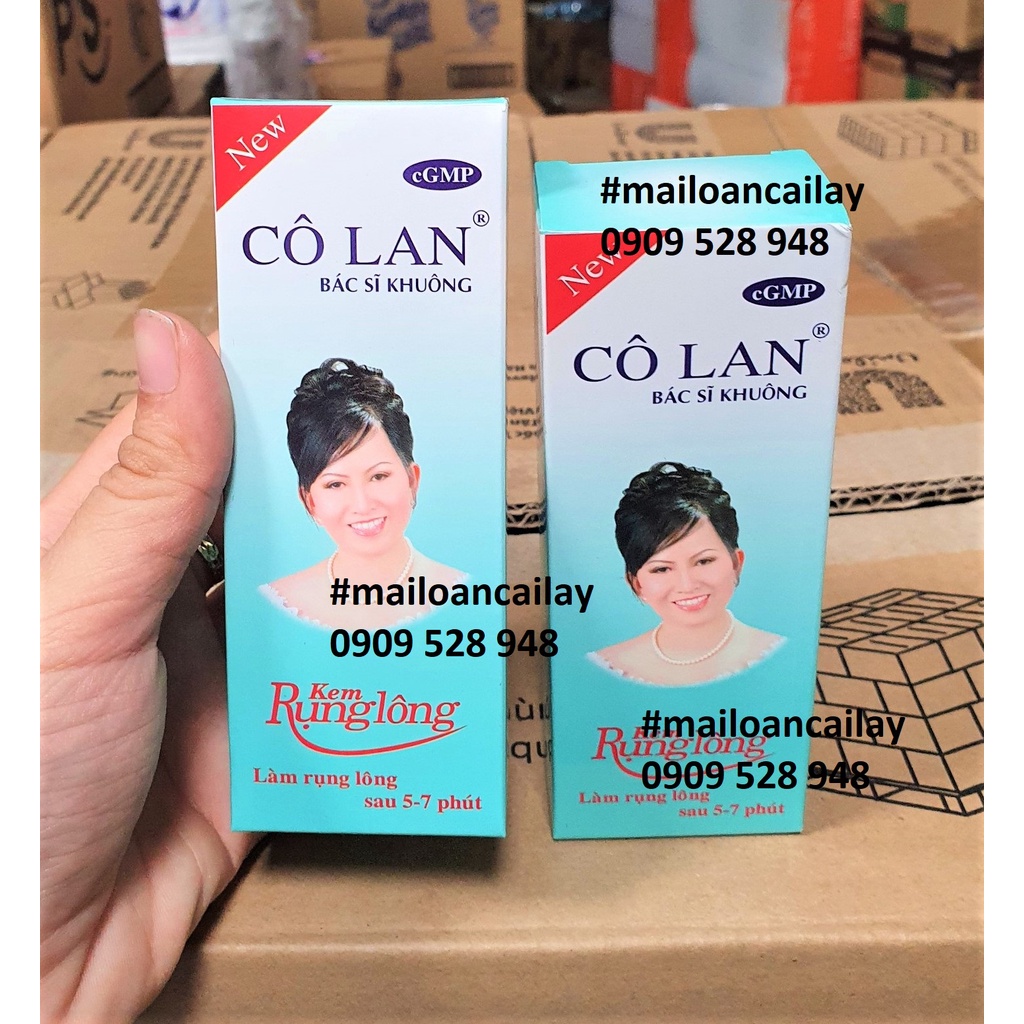 New
cGMP
CÔ LAN®
BÁC SĨ KHUÔNG
#mailoancailay
0909 528 948
Kem
Rụng lông
Làm rụng lông
sau 5-7 phút
#mailoancailay
0909 528 948
New
cGMP
CÔ LAN®
BÁC SĨ KHUÔNG
#mailoancailay
0909 528 948
Kem
Rụng lông
Làm rụng lông
sau 5-7 phút
PS